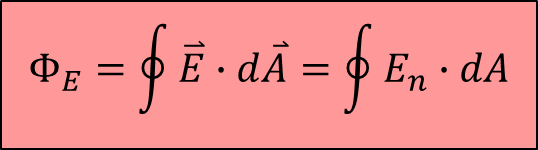 Φ_E = ∮ E⃗ · dA⃗ = ∮ E_n · dA